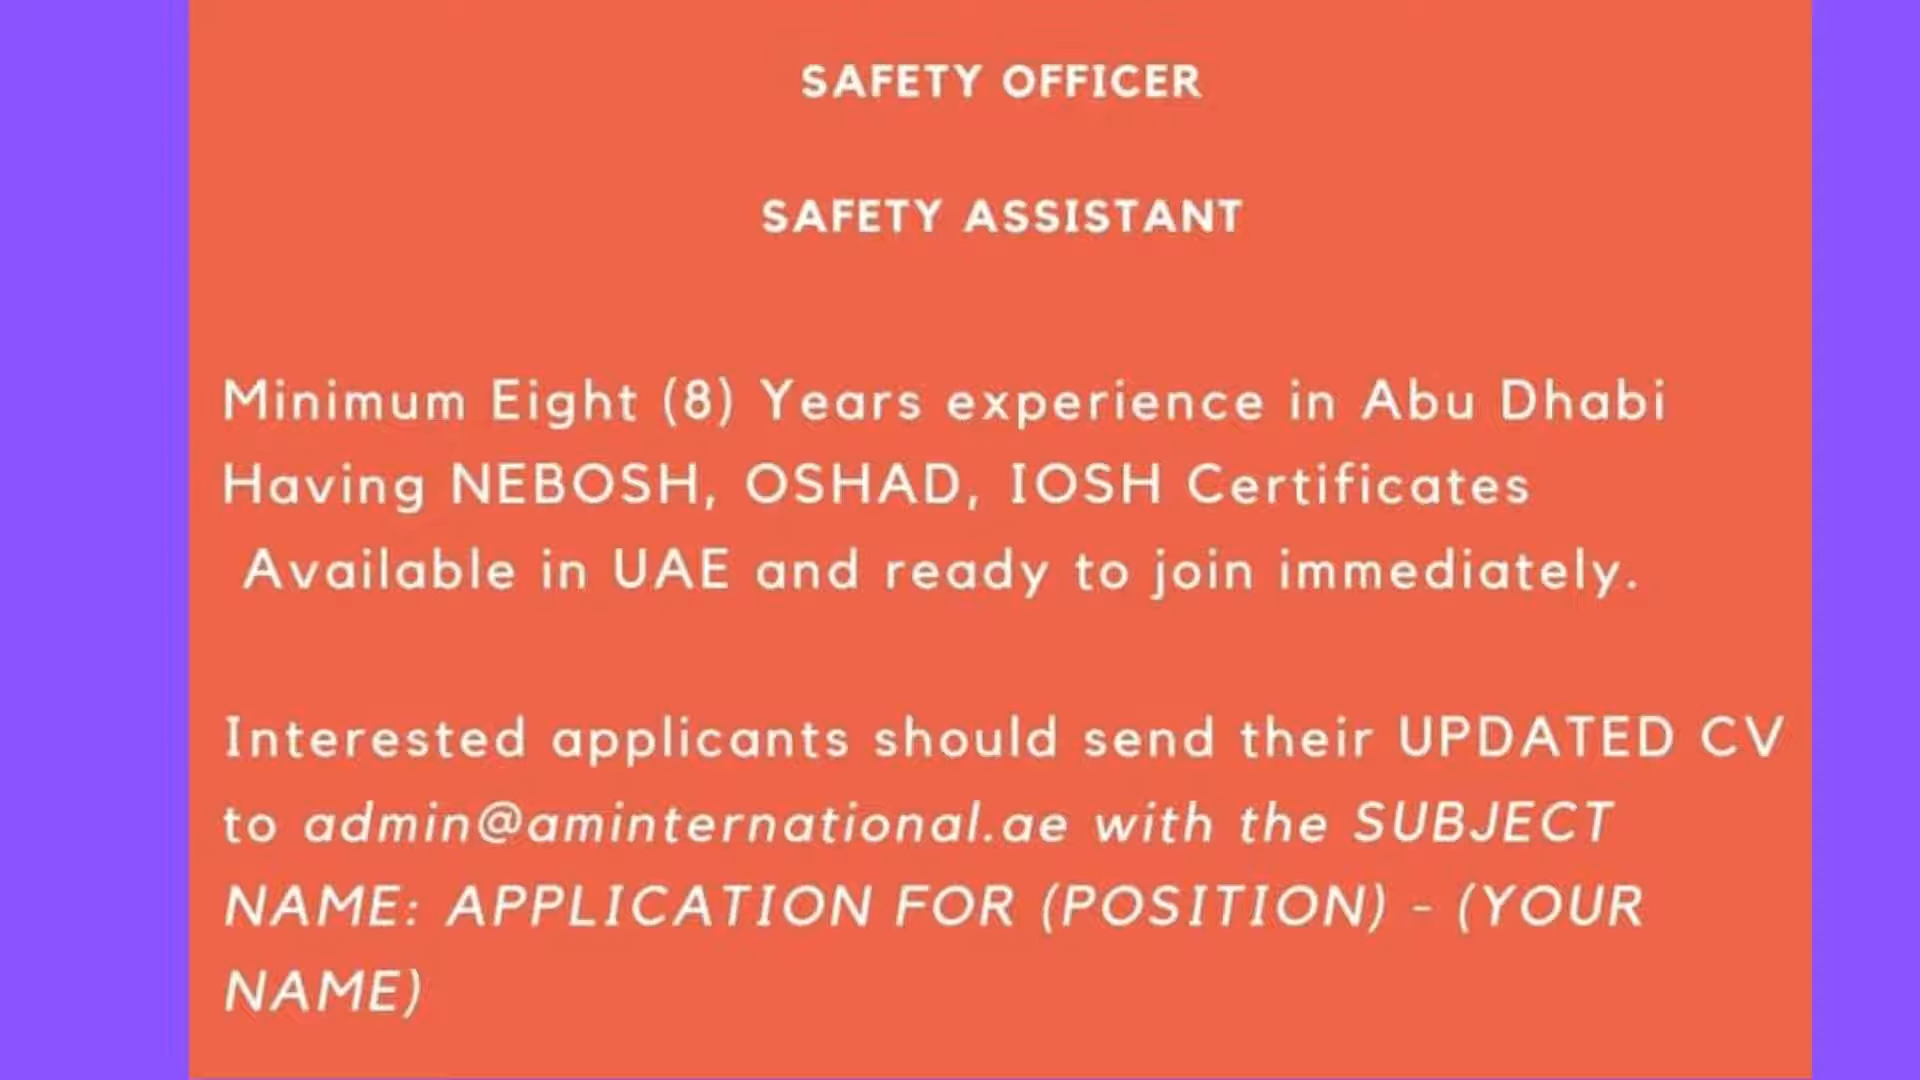 SAFETY OFFICER
SAFETY ASSISTANT
Minimum Eight (8) Years experience in Abu Dhabi
Having NEBOSH, OSHAD, IOSH Certificates
Available in UAE and ready to join immediately.
Interested applicants should send their UPDATED CV
to admin@aminternational.ae with the SUBJECT
NAME: APPLICATION FOR (POSITION) - (YOUR
NAME)